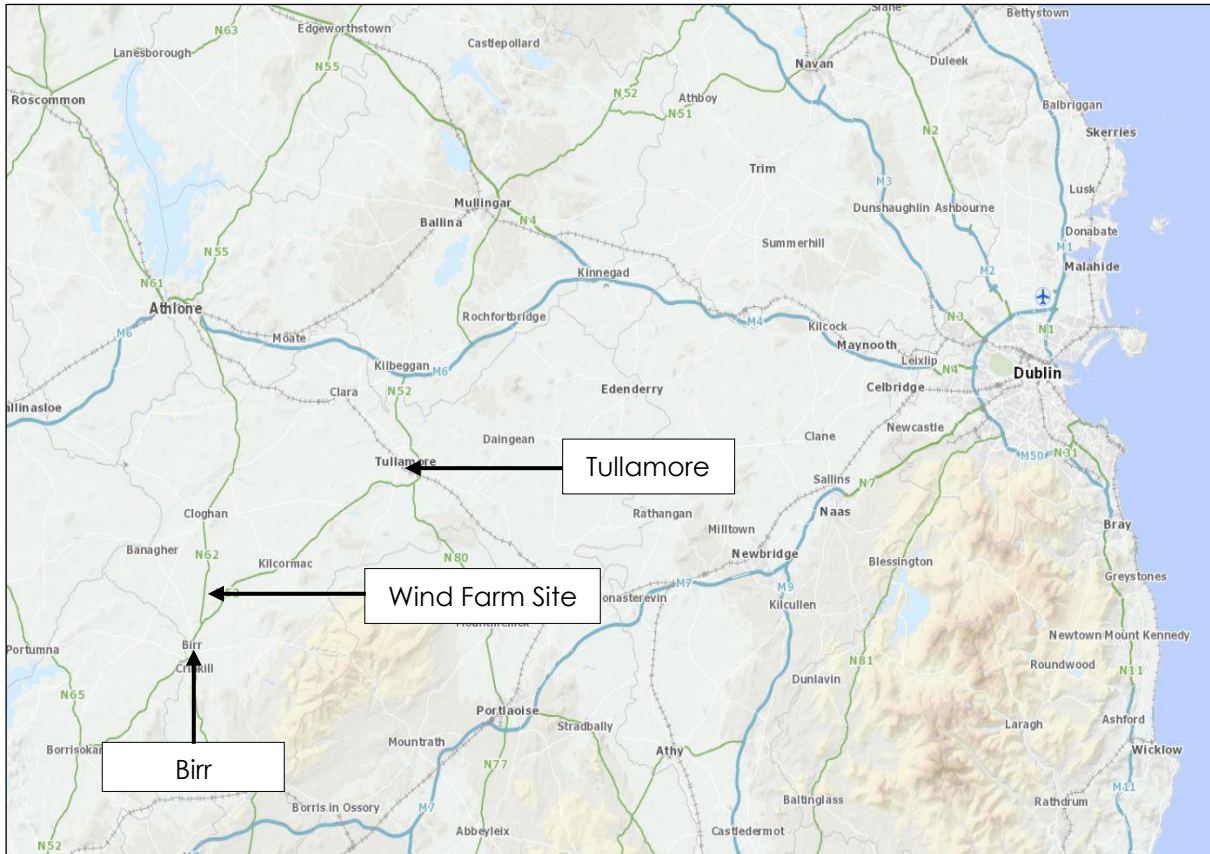 Bettystown
Slane
N63
Edgeworthstown
Lanesborough
Castlepollard
Navan
Duleek
N55
N52
Athboy
Roscommon
N51
Balbriggan
N2
Skerries
Trim
M3
Lusk
Mullingar
Dunshaughlin
Ashbourne
Ballina
N4
Donabate
Summerhill
M1
N55
Malahide
Kinnegad
M2
N61
Athlone
Rochfortbridge
N3
N1
M6
M4
Kilcock
Moate
Maynooth
Leixlip
Kilbeggan
M6
N4
Dublin
N52
Edenderry
Celbridge
Clara
Newcastle
Daingean
Clane
N31
M50
Tullamore
Tullamore
Sallins
N7
Cloghan
Rathangan
Naas
Milltown
Bray
Banagher
N62
N80
Newbridge
Kilcormac
Blessington
M7
Greystones
M9
Wind Farm Site
Kilcullen
Newtown Mount Kennedy
Birr
Portumna
N81
Roundwood
N11
N65
Dunlavin
Portlaoise
Stradbally
Laragh
Ashford
Mountrath
Athy
Wicklow
Birr
N77
M11
Baltinglass
Borris in Ossory
M7
Rathdrum
Abbeyleix
Castledermot
N52